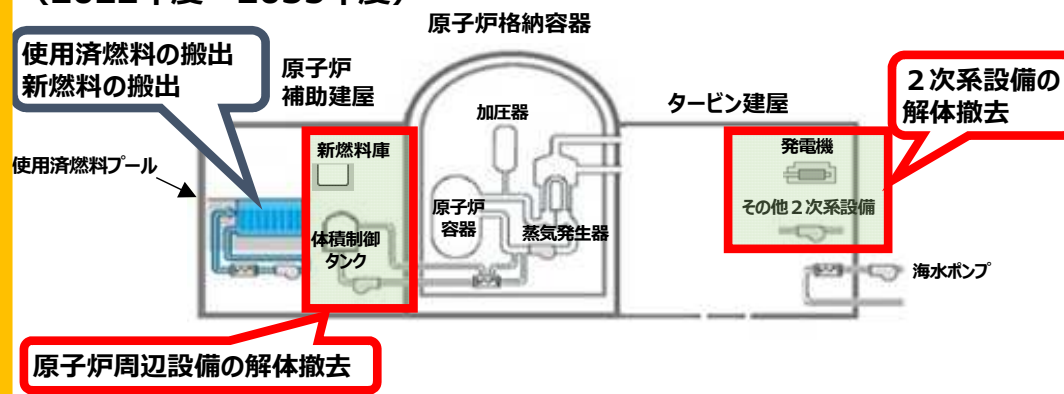 原子炉格納容器
使用済燃料の搬出
新燃料の搬出
原子炉
補助建屋
加圧器
タービン建屋
２次系設備の
解体撤去
使用済燃料プール
新燃料庫
発電機
原子炉
容器
蒸気発生器
その他２次系設備
体積制御
タンク
海水ポンプ
原子炉周辺設備の解体撤去